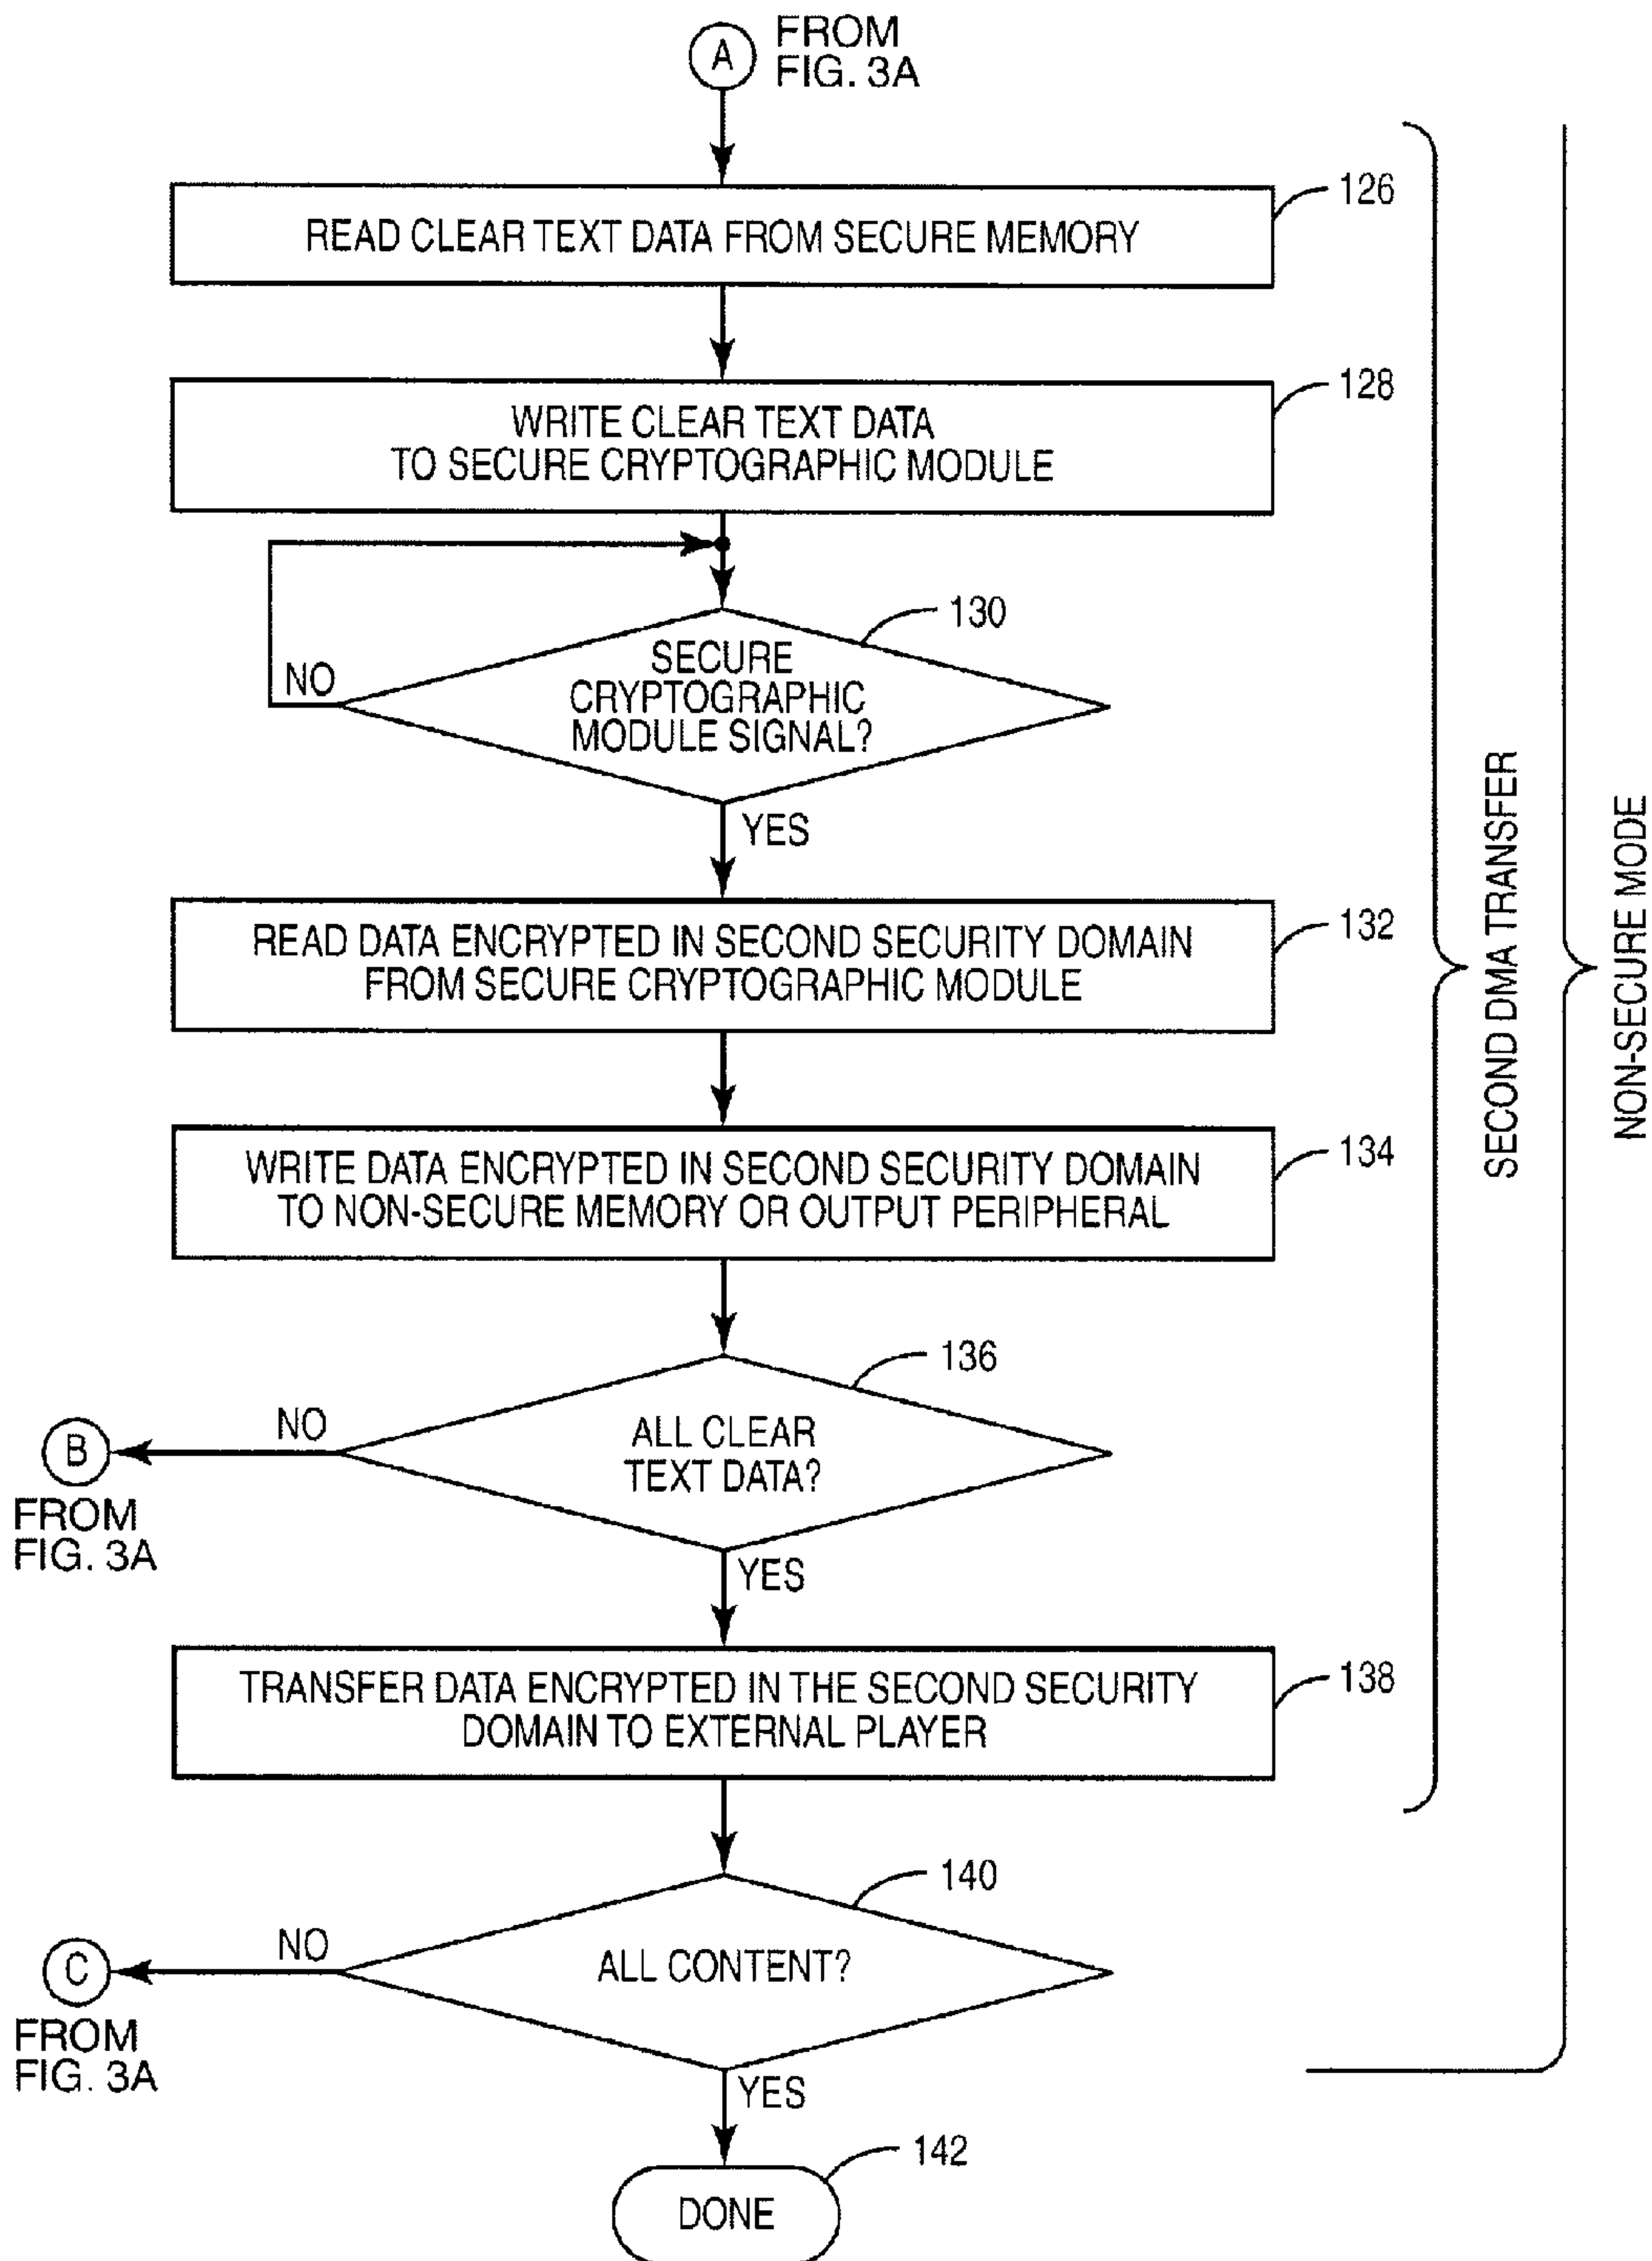 A
FROM
FIG. 3A
126
READ CLEAR TEXT DATA FROM SECURE MEMORY
128
WRITE CLEAR TEXT DATA
TO SECURE CRYPTOGRAPHIC MODULE
130
SECURE
CRYPTOGRAPHIC
MODULE SIGNAL?
NO
YES
132
READ DATA ENCRYPTED IN SECOND SECURITY DOMAIN
FROM SECURE CRYPTOGRAPHIC MODULE
134
WRITE DATA ENCRYPTED IN SECOND SECURITY DOMAIN
TO NON-SECURE MEMORY OR OUTPUT PERIPHERAL
136
ALL CLEAR
TEXT DATA?
NO
B
FROM
FIG. 3A
YES
138
TRANSFER DATA ENCRYPTED IN THE SECOND SECURITY
DOMAIN TO EXTERNAL PLAYER
140
ALL CONTENT?
NO
C
FROM
FIG. 3A
YES
142
DONE
SECOND DMA TRANSFER
NON-SECURE MODE